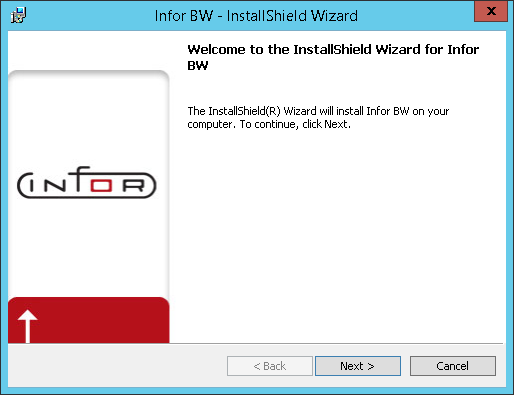 Infor BW - InstallShield Wizard
x
Welcome to the InstallShield Wizard for Infor
BW
The InstallShield(R) Wizard will install Infor BW on your
computer. To continue, click Next.
INFOR
< Back
Next >
Cancel